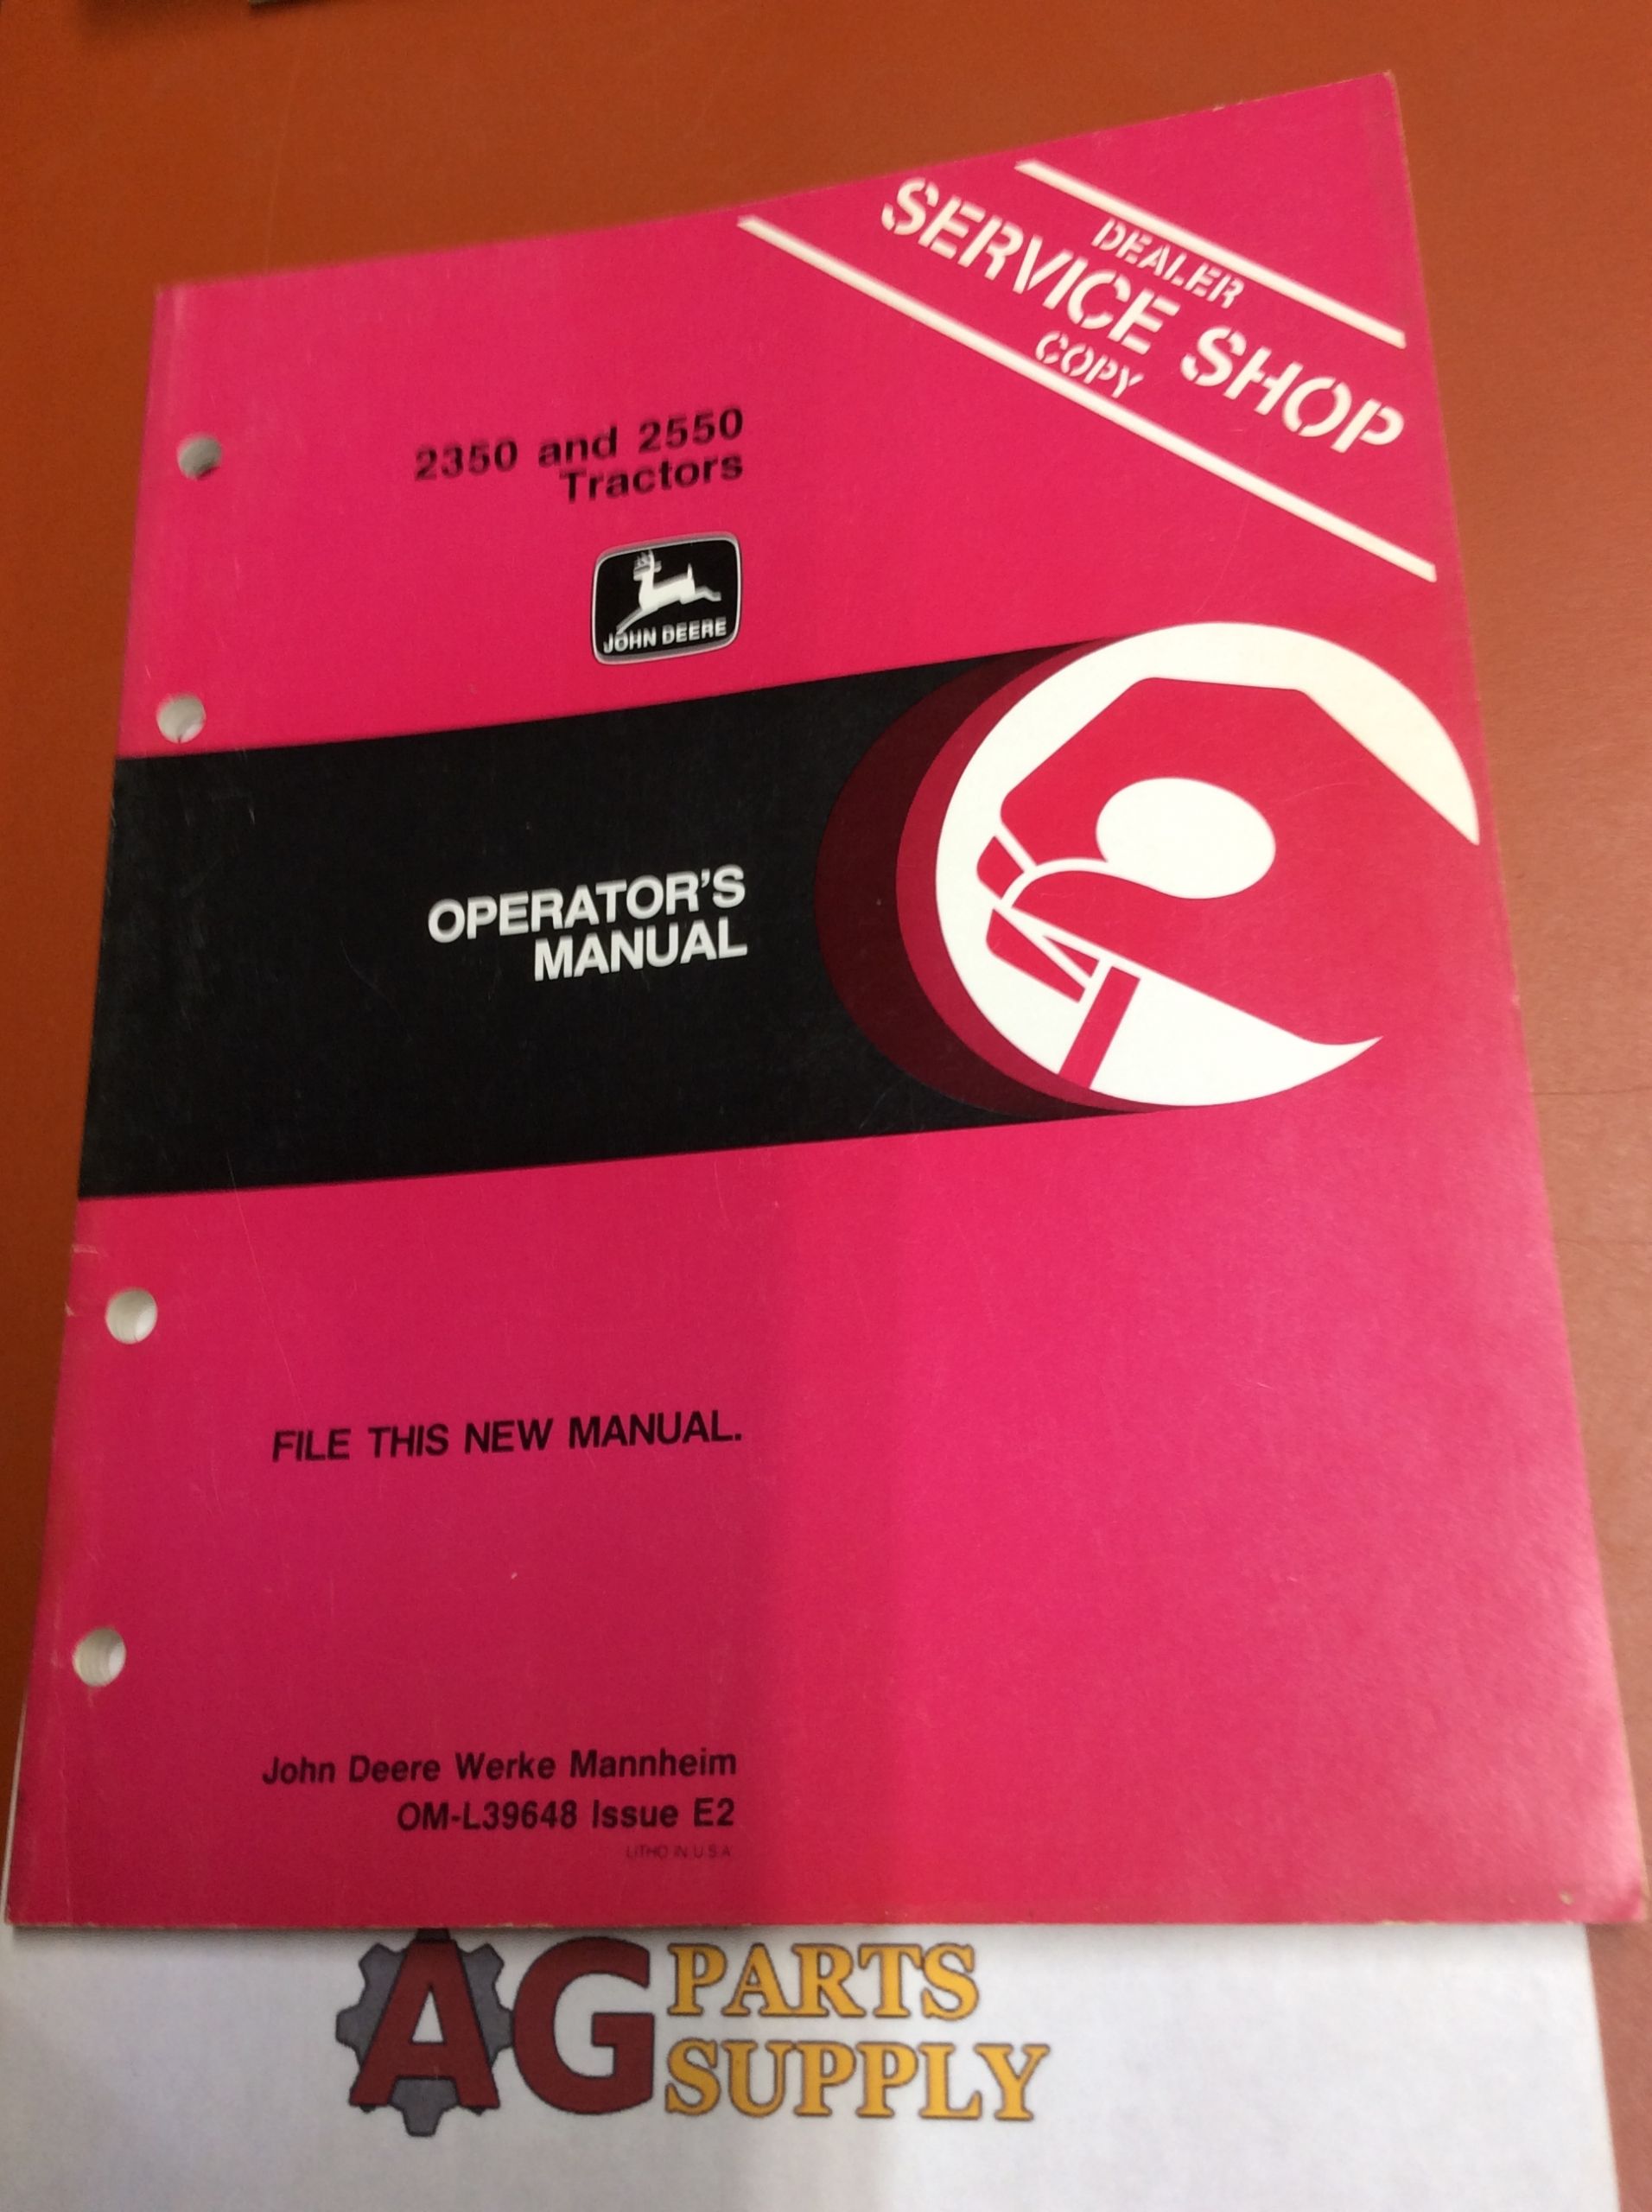 DEALER
SERVICE SHOP
COPY
2350 and 2550
Tractors
JOHN DEERE
OPERATOR'S
MANUAL
FILE THIS NEW MANUAL.
John Deere Werke Mannheim
OM-L39648 Issue E2
LITHO IN U.S.A
AG PARTS
SUPPLY